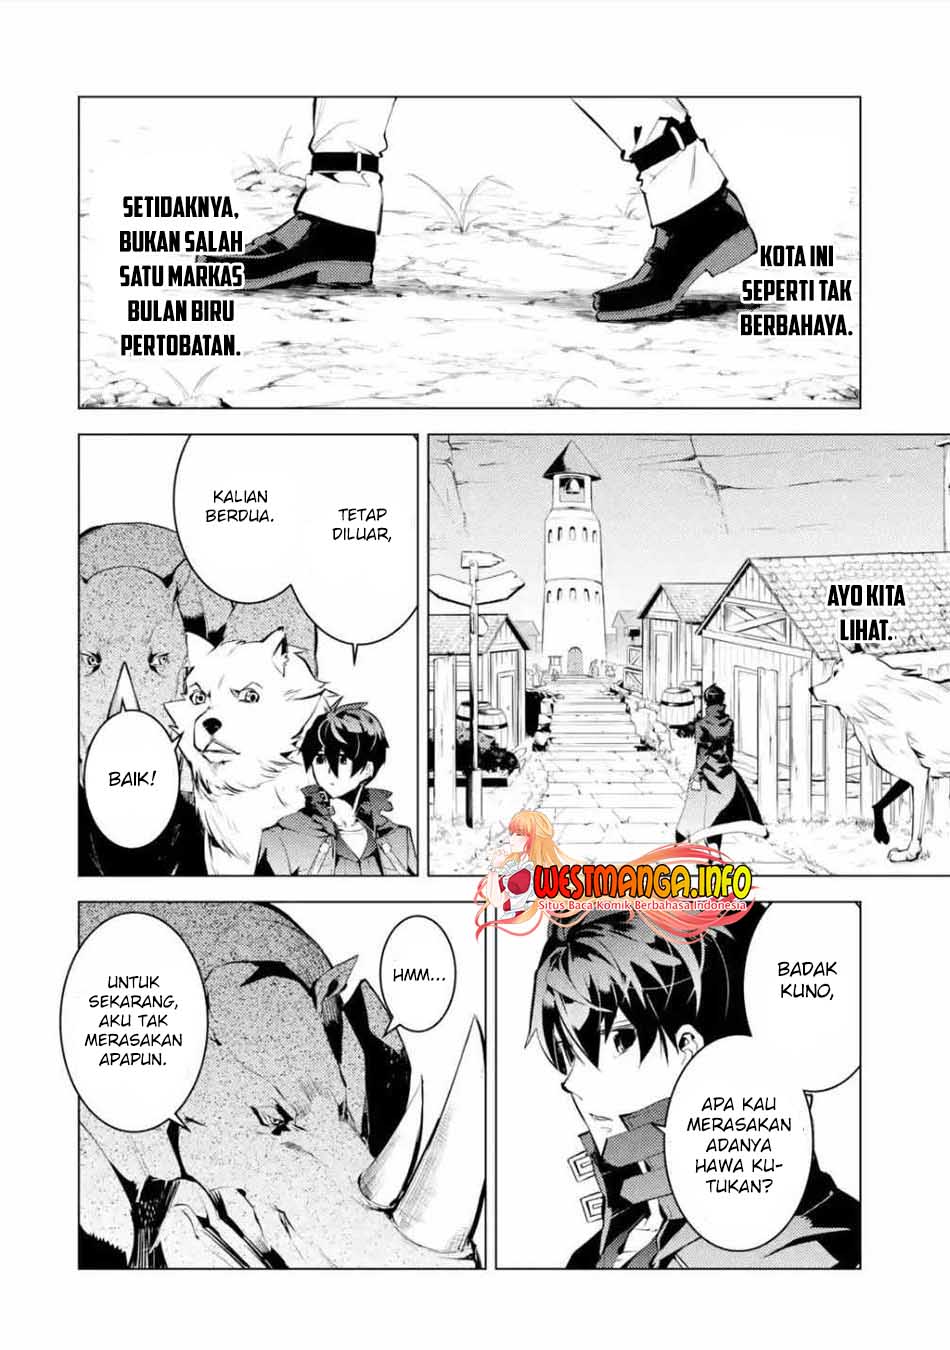 KOTA INI
SEPERTI TAK
BERBAHAYA.
SETIDAKNYA,
BUKAN SALAH
SATU MARKAS
BULAN BIRU
PERTOBATAN.
AYO KITA
LIHAT.
TETAP
DILUAR,
KALIAN
BERDUA.
BAIK!
WESTMANGA.INFO
Situs Baca Komik Berbahasa Indonesia
BADAK
KUNO,
APA KAU
MERASAKAN
ADANYA
HAWA KU-
TUKAN?
HMM...
UNTUK
SEKARANG,
AKU TAK
MERASAKAN
APAPUN.